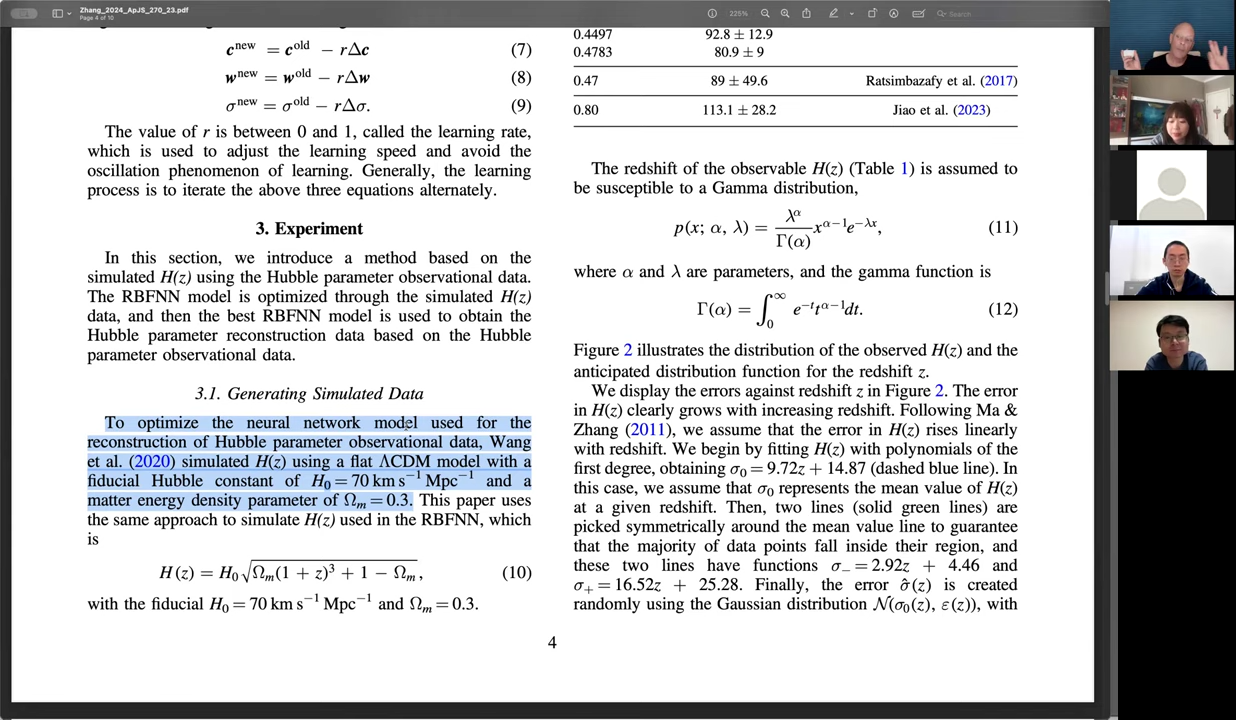 Zhang_2024_ApJS_270_23.pdf
Page 4 of 10
225%
Search
c^new = c^old − rΔc (7)
w^new = w^old − rΔw (8)
σ^new = σ^old − rΔσ. (9)
The value of r is between 0 and 1, called the learning rate,
which is used to adjust the learning speed and avoid the
oscillation phenomenon of learning. Generally, the learning
process is to iterate the above three equations alternately.
3. Experiment
In this section, we introduce a method based on the
simulated H(z) using the Hubble parameter observational data.
The RBFNN model is optimized through the simulated H(z)
data, and then the best RBFNN model is used to obtain the
Hubble parameter reconstruction data based on the Hubble
parameter observational data.
3.1. Generating Simulated Data
To optimize the neural network model used for the
reconstruction of Hubble parameter observational data, Wang
et al. (2020) simulated H(z) using a flat ΛCDM model with a
fiducial Hubble constant of H₀ = 70 km s⁻¹ Mpc⁻¹ and a
matter energy density parameter of Ωₘ = 0.3. This paper uses
the same approach to simulate H(z) used in the RBFNN, which
is
H(z) = H₀√(Ωₘ(1 + z)³ + 1 − Ωₘ), (10)
with the fiducial H₀ = 70 km s⁻¹ Mpc⁻¹ and Ωₘ = 0.3.
0.4497 92.8 ± 12.9
0.4783 80.9 ± 9
0.47 89 ± 49.6 Ratsimbazafy et al. (2017)
0.80 113.1 ± 28.2 Jiao et al. (2023)
The redshift of the observable H(z) (Table 1) is assumed to
be susceptible to a Gamma distribution,
p(x; α, λ) = λ^α/Γ(α) x^(α−1)e^(−λx), (11)
where α and λ are parameters, and the gamma function is
Γ(α) = ∫₀^∞ e^(−t)t^(α−1)dt. (12)
Figure 2 illustrates the distribution of the observed H(z) and the
anticipated distribution function for the redshift z.
We display the errors against redshift z in Figure 2. The error
in H(z) clearly grows with increasing redshift. Following Ma &
Zhang (2011), we assume that the error in H(z) rises linearly
with redshift. We begin by fitting H(z) with polynomials of the
first degree, obtaining σ₀ = 9.72z + 14.87 (dashed blue line). In
this case, we assume that σ₀ represents the mean value of H(z)
at a given redshift. Then, two lines (solid green lines) are
picked symmetrically around the mean value line to guarantee
that the majority of data points fall inside their region, and
these two lines have functions σ₋ = 2.92z + 4.46 and
σ₊ = 16.52z + 25.28. Finally, the error σ̂(z) is created
randomly using the Gaussian distribution 𝒩(σ₀(z), ε(z)), with
4